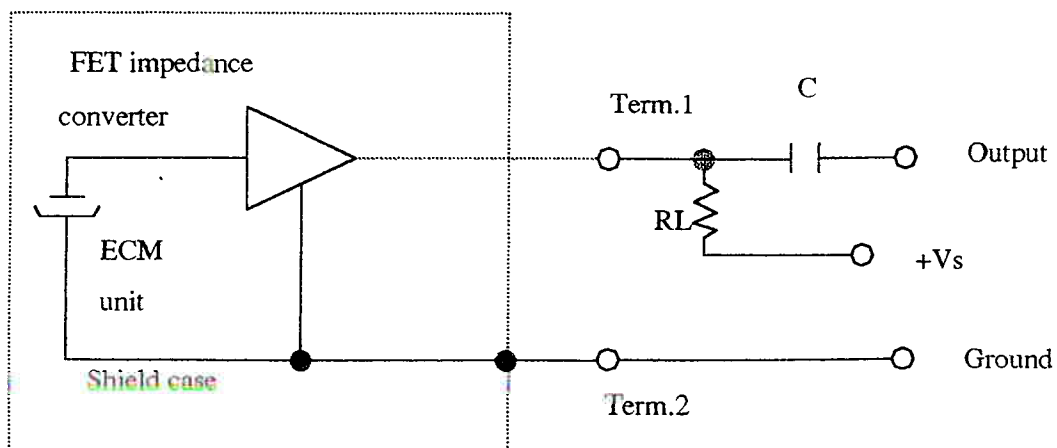 FET impedance
converter
Term.1
C
Output
RL
+Vs
ECM
unit
Ground
Shield case
Term.2